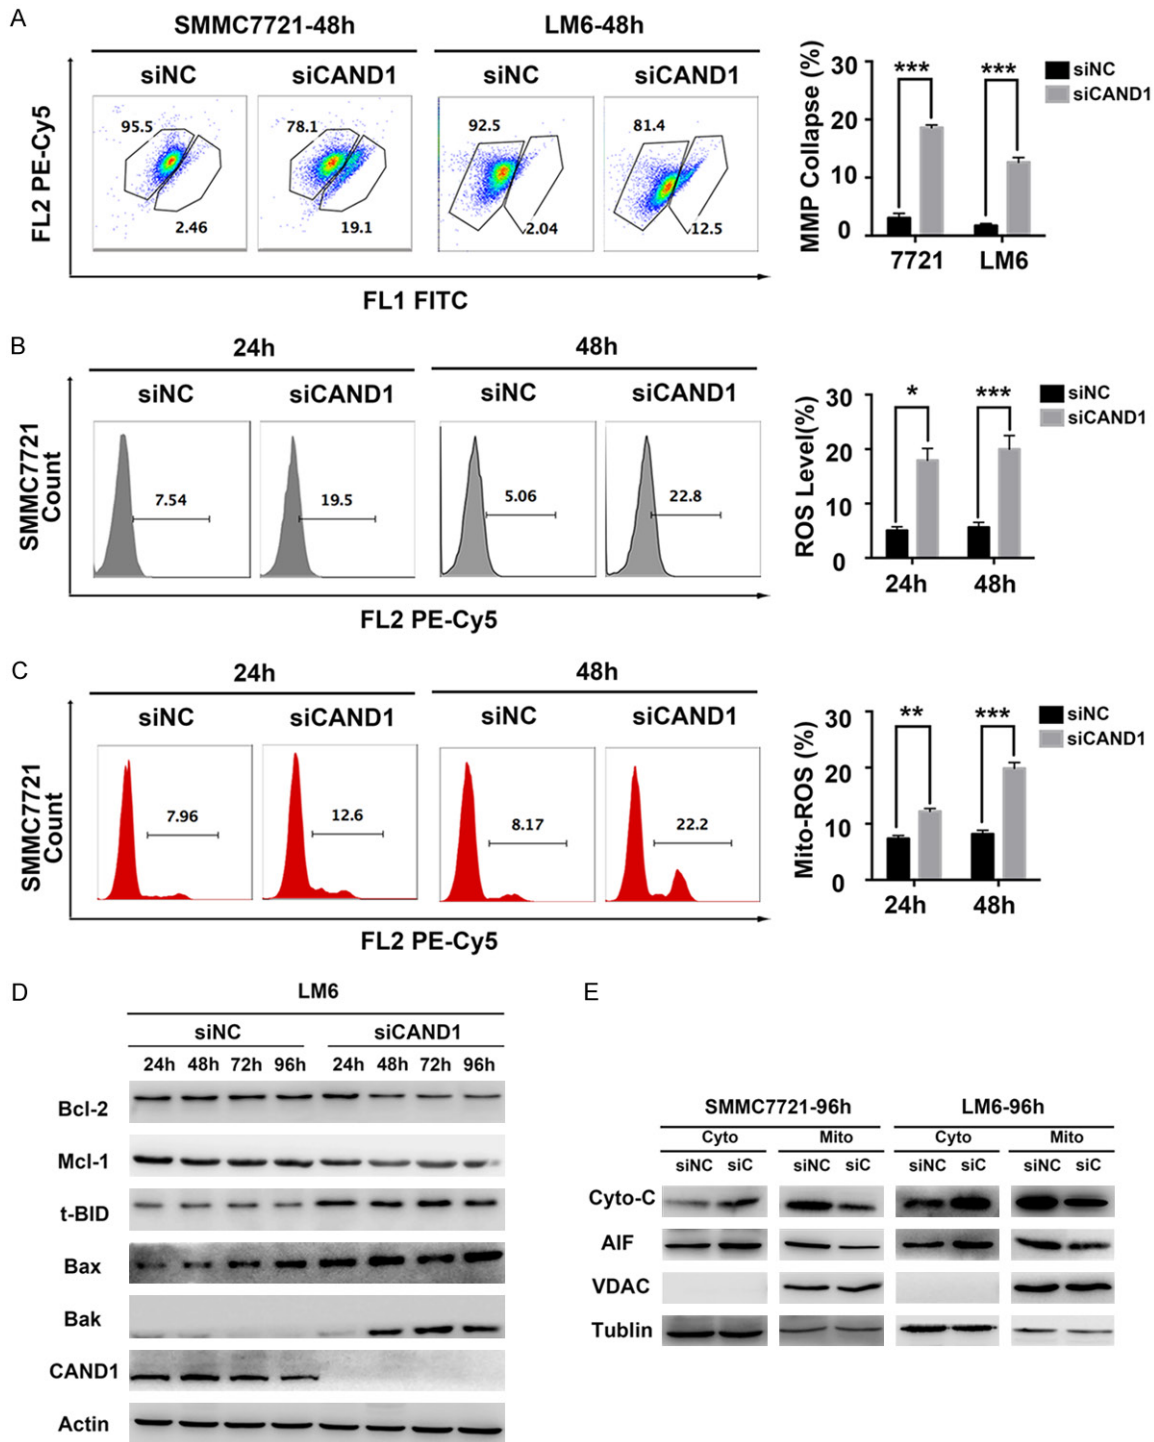 A
SMMC7721-48h LM6-48h
siNC siCAND1 siNC siCAND1
FL2 PE-Cy5
95.5 78.1 92.5 81.4
2.46 19.1 2.04 12.5
FL1 FITC
MMP Collapse (%)
30
20
10
0
7721 LM6
*** ***
siNC
siCAND1
B
24h 48h
siNC siCAND1 siNC siCAND1
SMMC7721
Count
7.54 19.5 5.06 22.8
FL2 PE-Cy5
ROS Level(%)
30
20
10
0
24h 48h
* ***
siNC
siCAND1
C
24h 48h
siNC siCAND1 siNC siCAND1
SMMC7721
Count
7.96 12.6 8.17 22.2
FL2 PE-Cy5
Mito-ROS (%)
30
20
10
0
24h 48h
** ***
siNC
siCAND1
D
LM6
siNC siCAND1
24h 48h 72h 96h 24h 48h 72h 96h
Bcl-2
Mcl-1
t-BID
Bax
Bak
CAND1
Actin
E
SMMC7721-96h LM6-96h
Cyto Mito Cyto Mito
siNC siC siNC siC siNC siC siNC siC
Cyto-C
AIF
VDAC
Tublin